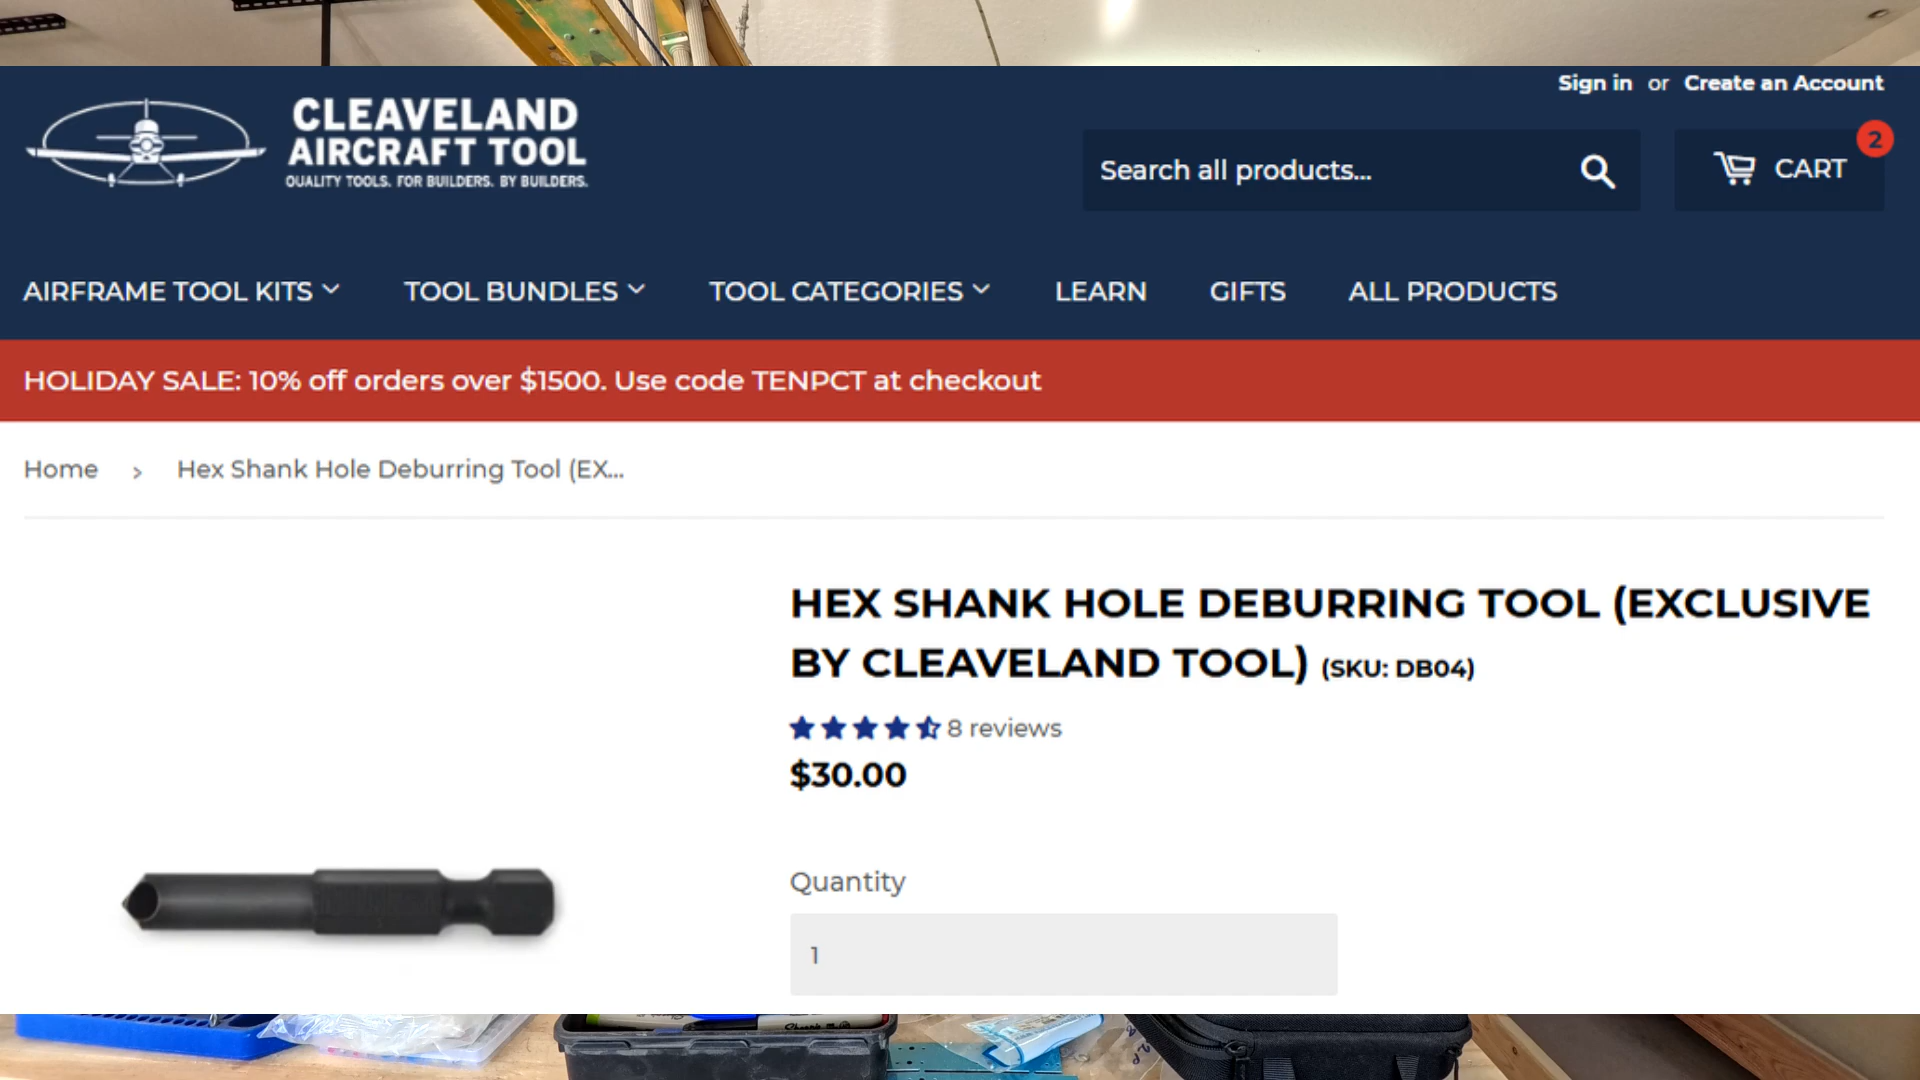 Sign in or Create an Account
CLEAVELAND
AIRCRAFT TOOL
QUALITY TOOLS. FOR BUILDERS. BY BUILDERS.
Search all products...
CART
2
AIRFRAME TOOL KITS
TOOL BUNDLES
TOOL CATEGORIES
LEARN
GIFTS
ALL PRODUCTS
HOLIDAY SALE: 10% off orders over $1500. Use code TENPCT at checkout
Home > Hex Shank Hole Deburring Tool (EX...
HEX SHANK HOLE DEBURRING TOOL (EXCLUSIVE
BY CLEAVELAND TOOL) (SKU: DB04)
8 reviews
$30.00
Quantity
1
Sharpie